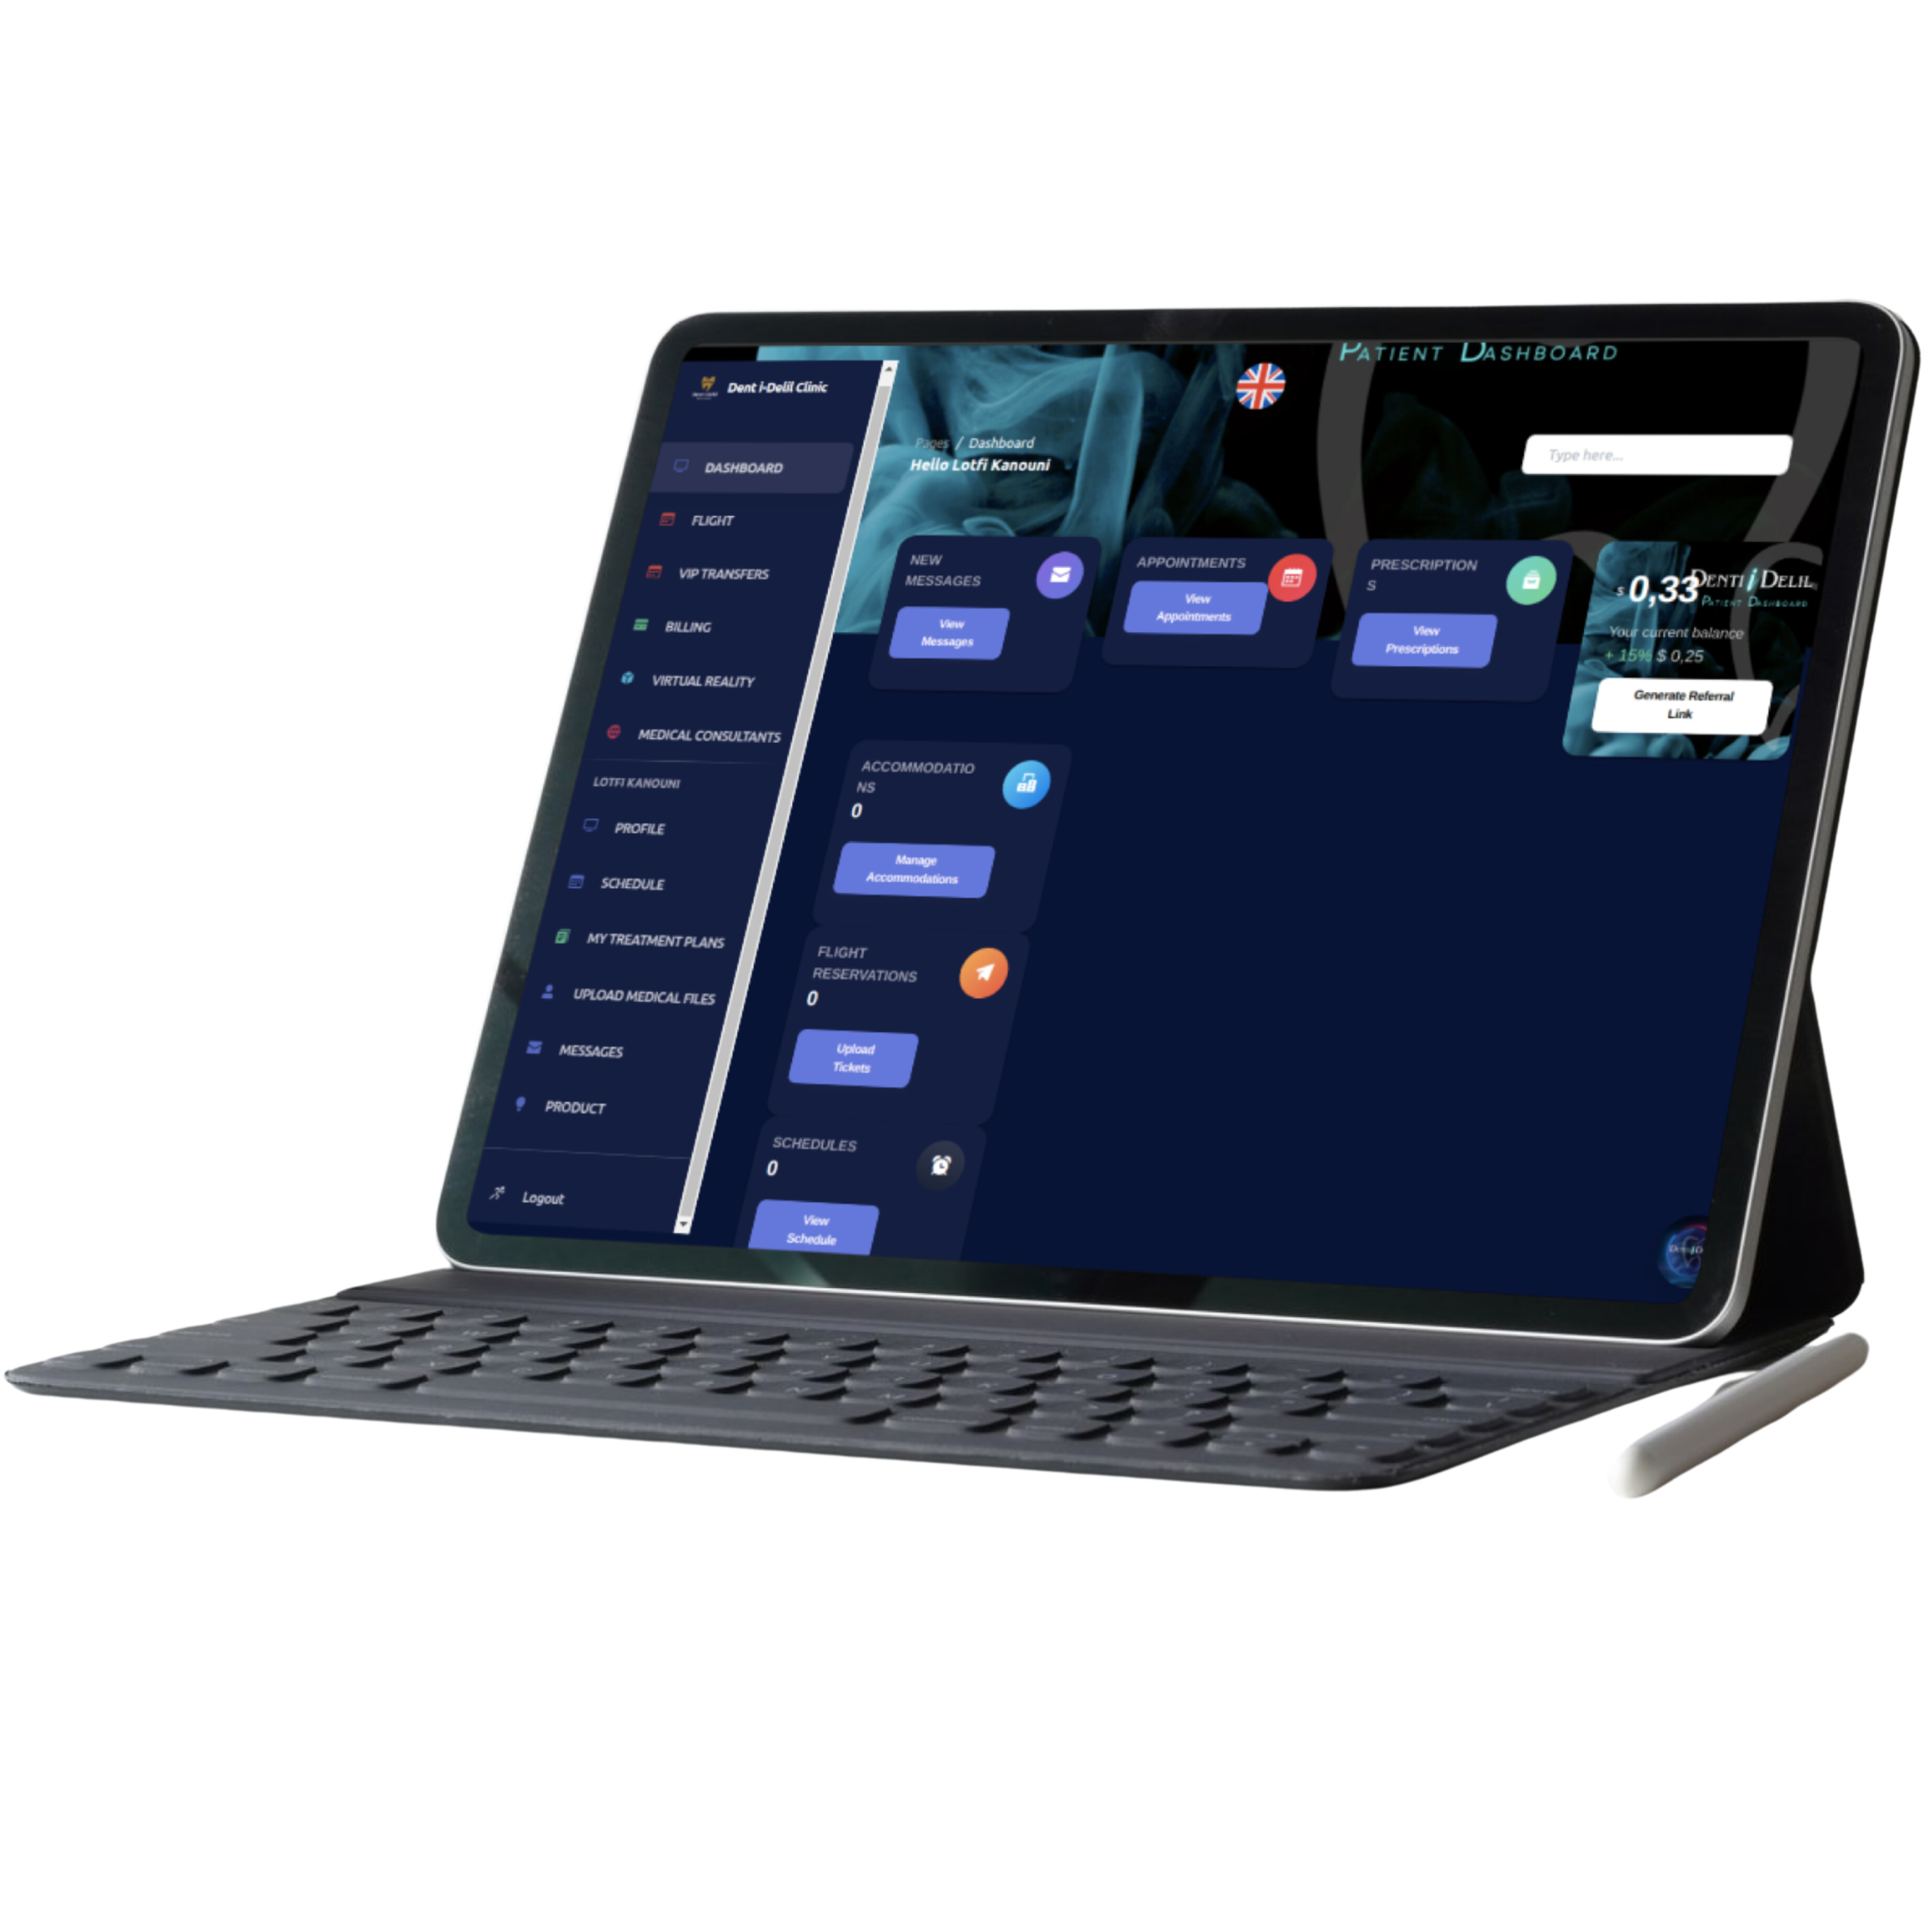 PATIENT DASHBOARD
Dent i-Delil Clinic
DASHBOARD
FLIGHT
VIP TRANSFERS
BILLING
VIRTUAL REALITY
MEDICAL CONSULTANTS
LOTFI KANOUNI
PROFILE
SCHEDULE
MY TREATMENT PLANS
UPLOAD MEDICAL FILES
MESSAGES
PRODUCT
Logout
Pages / Dashboard
Hello Lotfi Kanouni
Type here...
NEW
MESSAGES
View
Messages
APPOINTMENTS
View
Appointments
PRESCRIPTION
S
View
Prescriptions
$ 0,33
DENTI i DELIL
PATIENT DASHBOARD
Your current balance
+ 15% $ 0,25
Generate Referral
Link
ACCOMMODATIO
NS
0
Manage
Accommodations
FLIGHT
RESERVATIONS
0
Upload
Tickets
SCHEDULES
0
View
Schedule